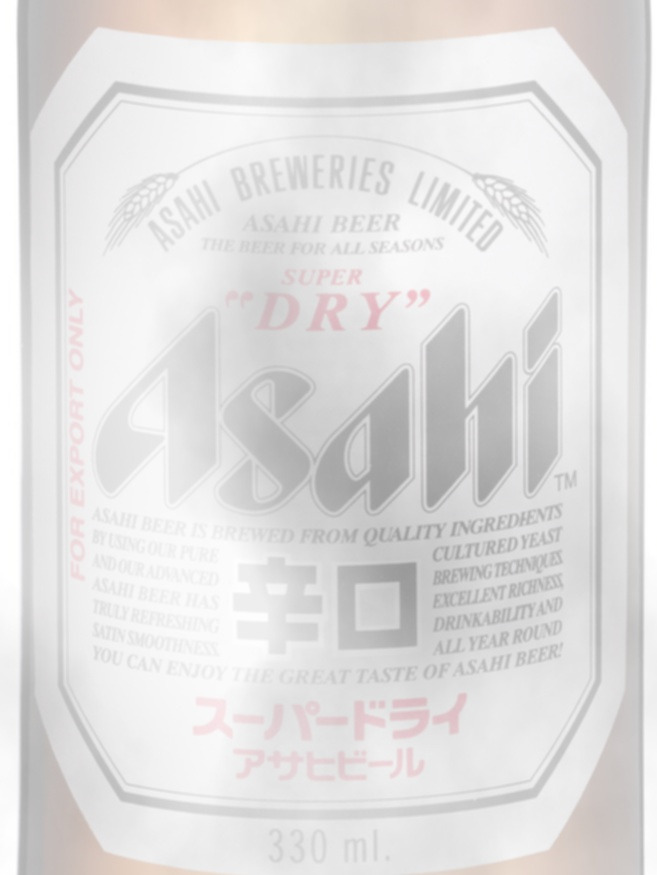 ASAHI BREWERIES LIMITED
ASAHI BEER
THE BEER FOR ALL SEASONS
SUPER
"DRY"
Asahi
TM
FOR EXPORT ONLY
ASAHI BEER IS BREWED FROM QUALITY INGREDIENTS
BY USING OUR PURE
CULTURED YEAST
AND OUR ADVANCED
BREWING TECHNIQUES.
ASAHI BEER HAS
EXCELLENT RICHNESS,
TRULY REFRESHING
DRINKABILITY AND
SATIN SMOOTHNESS.
ALL YEAR ROUND
辛口
YOU CAN ENJOY THE GREAT TASTE OF ASAHI BEER!
スーパードライ
アサヒビール
330 ml.